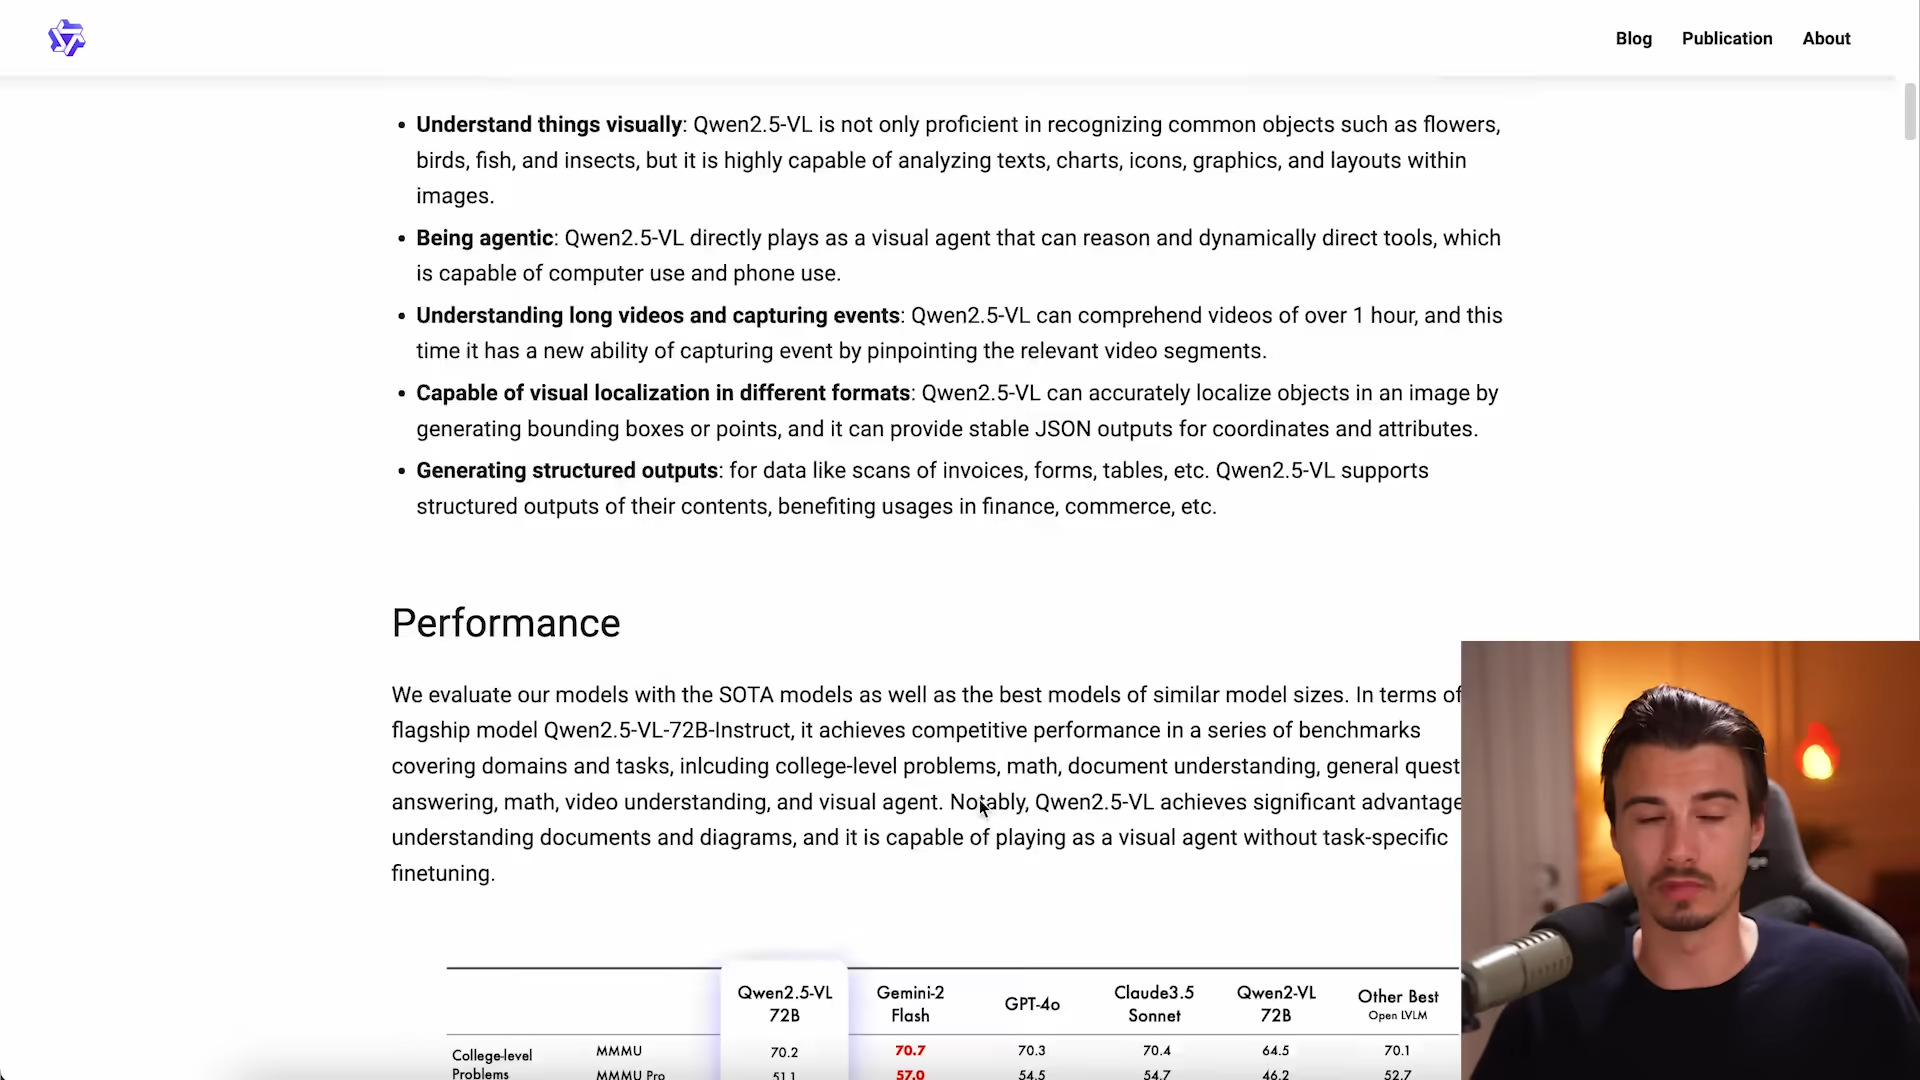 Blog Publication About
• Understand things visually: Qwen2.5-VL is not only proficient in recognizing common objects such as flowers,
birds, fish, and insects, but it is highly capable of analyzing texts, charts, icons, graphics, and layouts within
images.
• Being agentic: Qwen2.5-VL directly plays as a visual agent that can reason and dynamically direct tools, which
is capable of computer use and phone use.
• Understanding long videos and capturing events: Qwen2.5-VL can comprehend videos of over 1 hour, and this
time it has a new ability of capturing event by pinpointing the relevant video segments.
• Capable of visual localization in different formats: Qwen2.5-VL can accurately localize objects in an image by
generating bounding boxes or points, and it can provide stable JSON outputs for coordinates and attributes.
• Generating structured outputs: for data like scans of invoices, forms, tables, etc. Qwen2.5-VL supports
structured outputs of their contents, benefiting usages in finance, commerce, etc.
Performance
We evaluate our models with the SOTA models as well as the best models of similar model sizes. In terms of
flagship model Qwen2.5-VL-72B-Instruct, it achieves competitive performance in a series of benchmarks
covering domains and tasks, inlcuding college-level problems, math, document understanding, general quest
answering, math, video understanding, and visual agent. Notably, Qwen2.5-VL achieves significant advantage
understanding documents and diagrams, and it is capable of playing as a visual agent without task-specific
finetuning.
Qwen2.5-VL 72B Gemini-2 Flash GPT-4o Claude3.5 Sonnet Qwen2-VL 72B Other Best Open LVLM
College-level Problems
MMMU 70.2 70.7 70.3 70.4 64.5 70.1
MMMU Pro 51.1 57.0 54.5 54.7 46.2 52.7